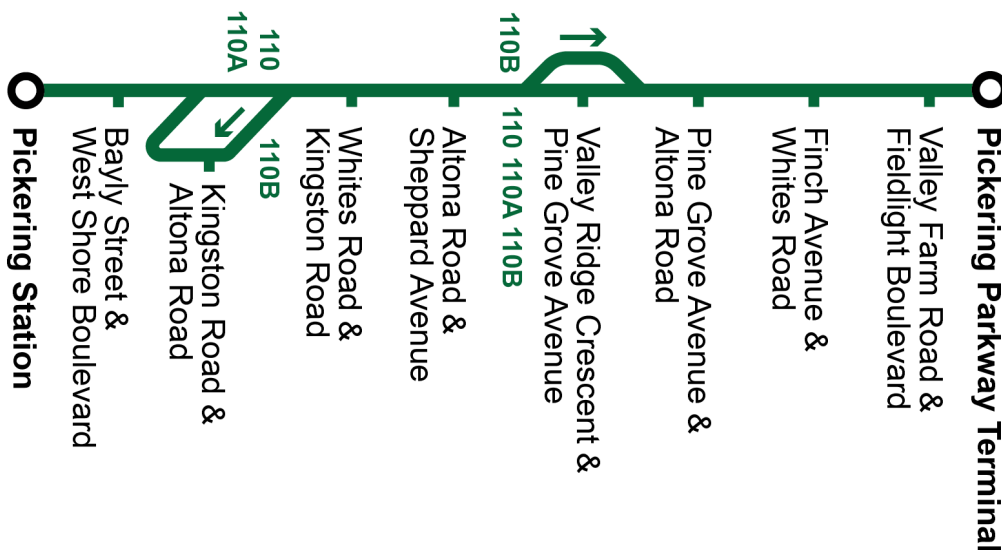 Pickering Parkway Terminal
Valley Farm Road &
Fieldlight Boulevard
Finch Avenue &
Whites Road
Pine Grove Avenue &
Altona Road
Valley Ridge Crescent &
Pine Grove Avenue
110B
110 110A 110B
Altona Road &
Sheppard Avenue
Whites Road &
Kingston Road
110
110A
110B
Kingston Road &
Altona Road
Bayly Street &
West Shore Boulevard
Pickering Station